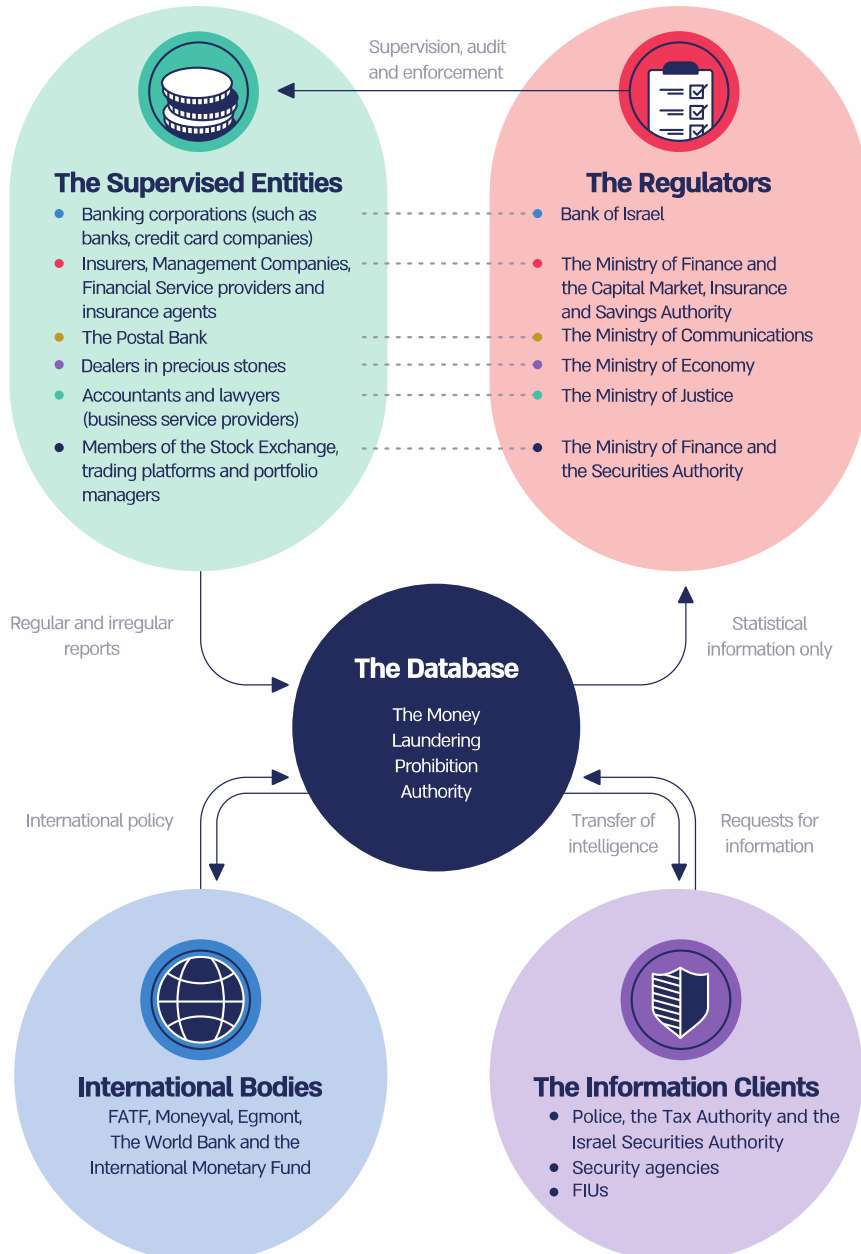 Supervision, audit
and enforcement
The Supervised Entities
Banking corporations (such as
banks, credit card companies)
Insurers, Management Companies,
Financial Service providers and
insurance agents
The Postal Bank
Dealers in precious stones
Accountants and lawyers
(business service providers)
Members of the Stock Exchange,
trading platforms and portfolio
managers
The Regulators
Bank of Israel
The Ministry of Finance and
the Capital Market, Insurance
and Savings Authority
The Ministry of Communications
The Ministry of Economy
The Ministry of Justice
The Ministry of Finance and
the Securities Authority
Regular and irregular
reports
The Database
The Money
Laundering
Prohibition
Authority
Statistical
information only
International policy
Transfer of
intelligence
Requests for
information
International Bodies
FATF, Moneyval, Egmont,
The World Bank and the
International Monetary Fund
The Information Clients
Police, the Tax Authority and the
Israel Securities Authority
Security agencies
FIUs